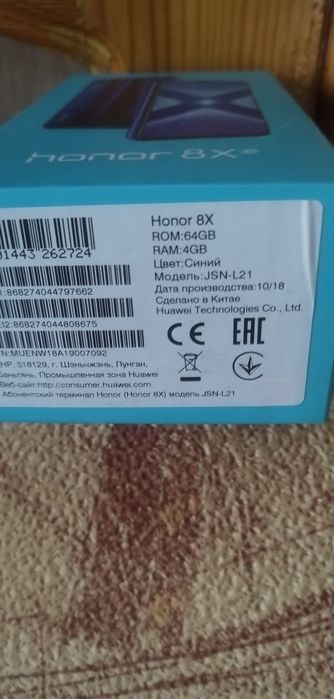 honor 8X
01443 262724
Honor 8X
ROM:64GB
RAM:4GB
Цвет:Синий
Модель:JSN-L21
Дата производства:10/18
Сделано в Китае
Huawei Technologies Co., Ltd.
:868274044797662
EI2:868274044808675
CE EAC
/N:MUENW18A19007092
НР, 518129, г. Шэньчжэнь, Лунган,
Баньтянь, Промышленная зона Huawei
Веб-сайт:http://consumer.huawei.com
Абонентский терминал Honor (Honor 8X) модель JSN-L21